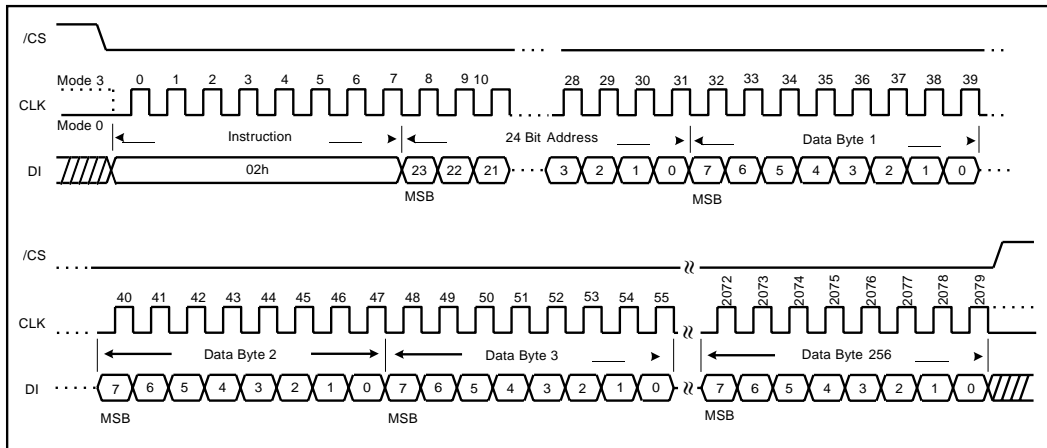 /CS
Mode 3 0 1 2 3 4 5 6 7 8 9 10 28 29 30 31 32 33 34 35 36 37 38 39
CLK
Mode 0
Instruction 24 Bit Address Data Byte 1
DI 02h 23 22 21 3 2 1 0 7 6 5 4 3 2 1 0
MSB MSB
/CS
40 41 42 43 44 45 46 47 48 49 50 51 52 53 54 55 2072 2073 2074 2075 2076 2077 2078 2079
CLK
Data Byte 2 Data Byte 3 Data Byte 256
DI 7 6 5 4 3 2 1 0 7 6 5 4 3 2 1 0 7 6 5 4 3 2 1 0
MSB MSB MSB